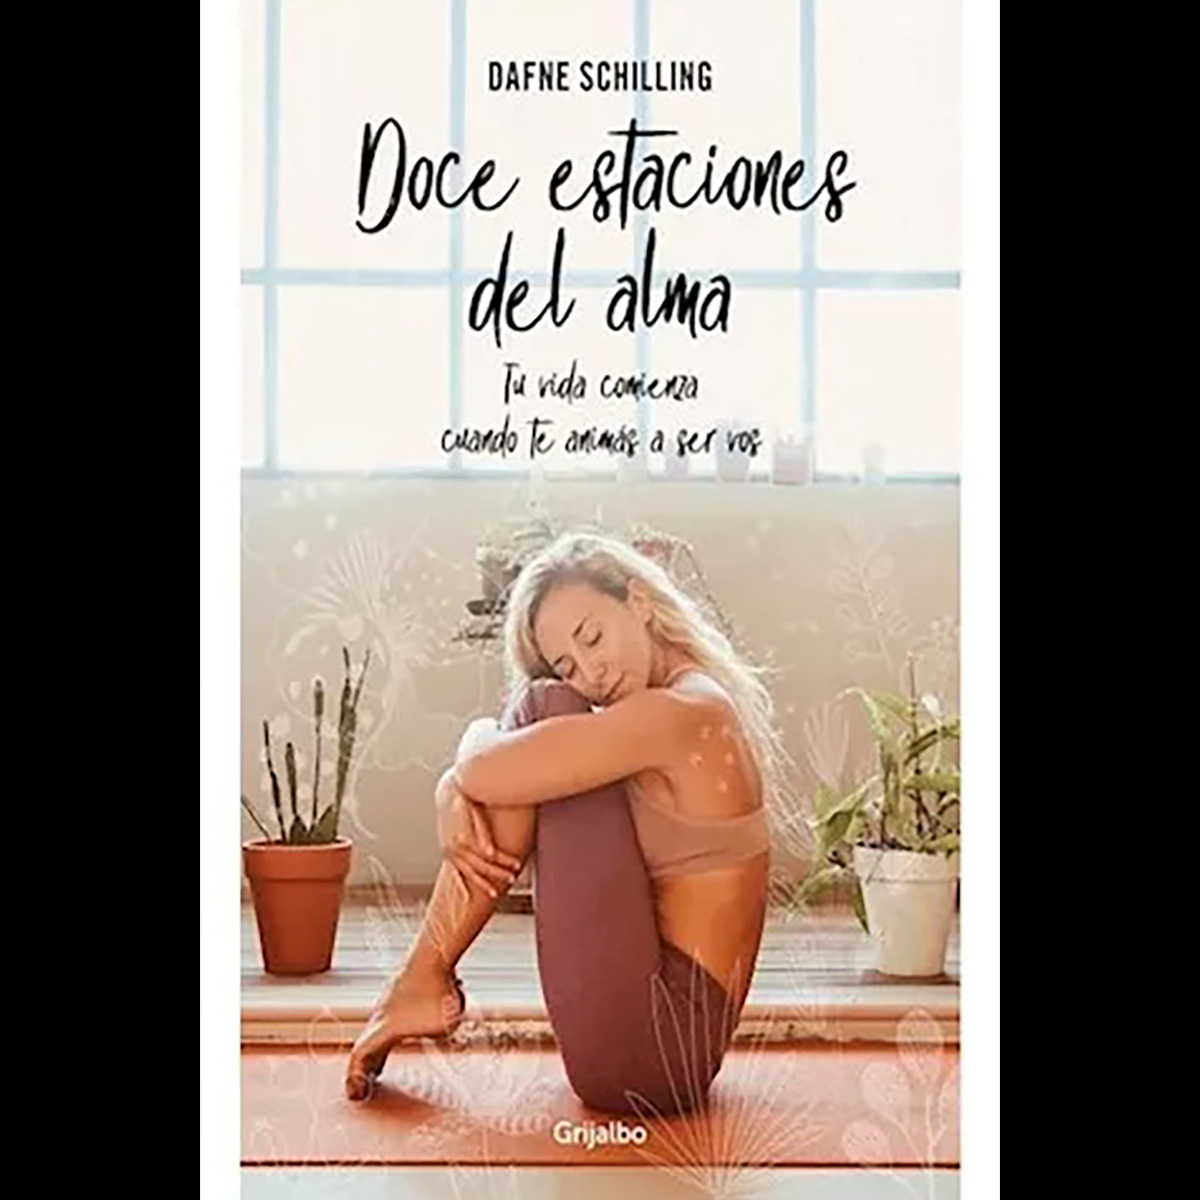 DAFNE SCHILLING
Doce estaciones
del alma
Tu vida comienza
cuando te animás a ser vos
Grijalbo